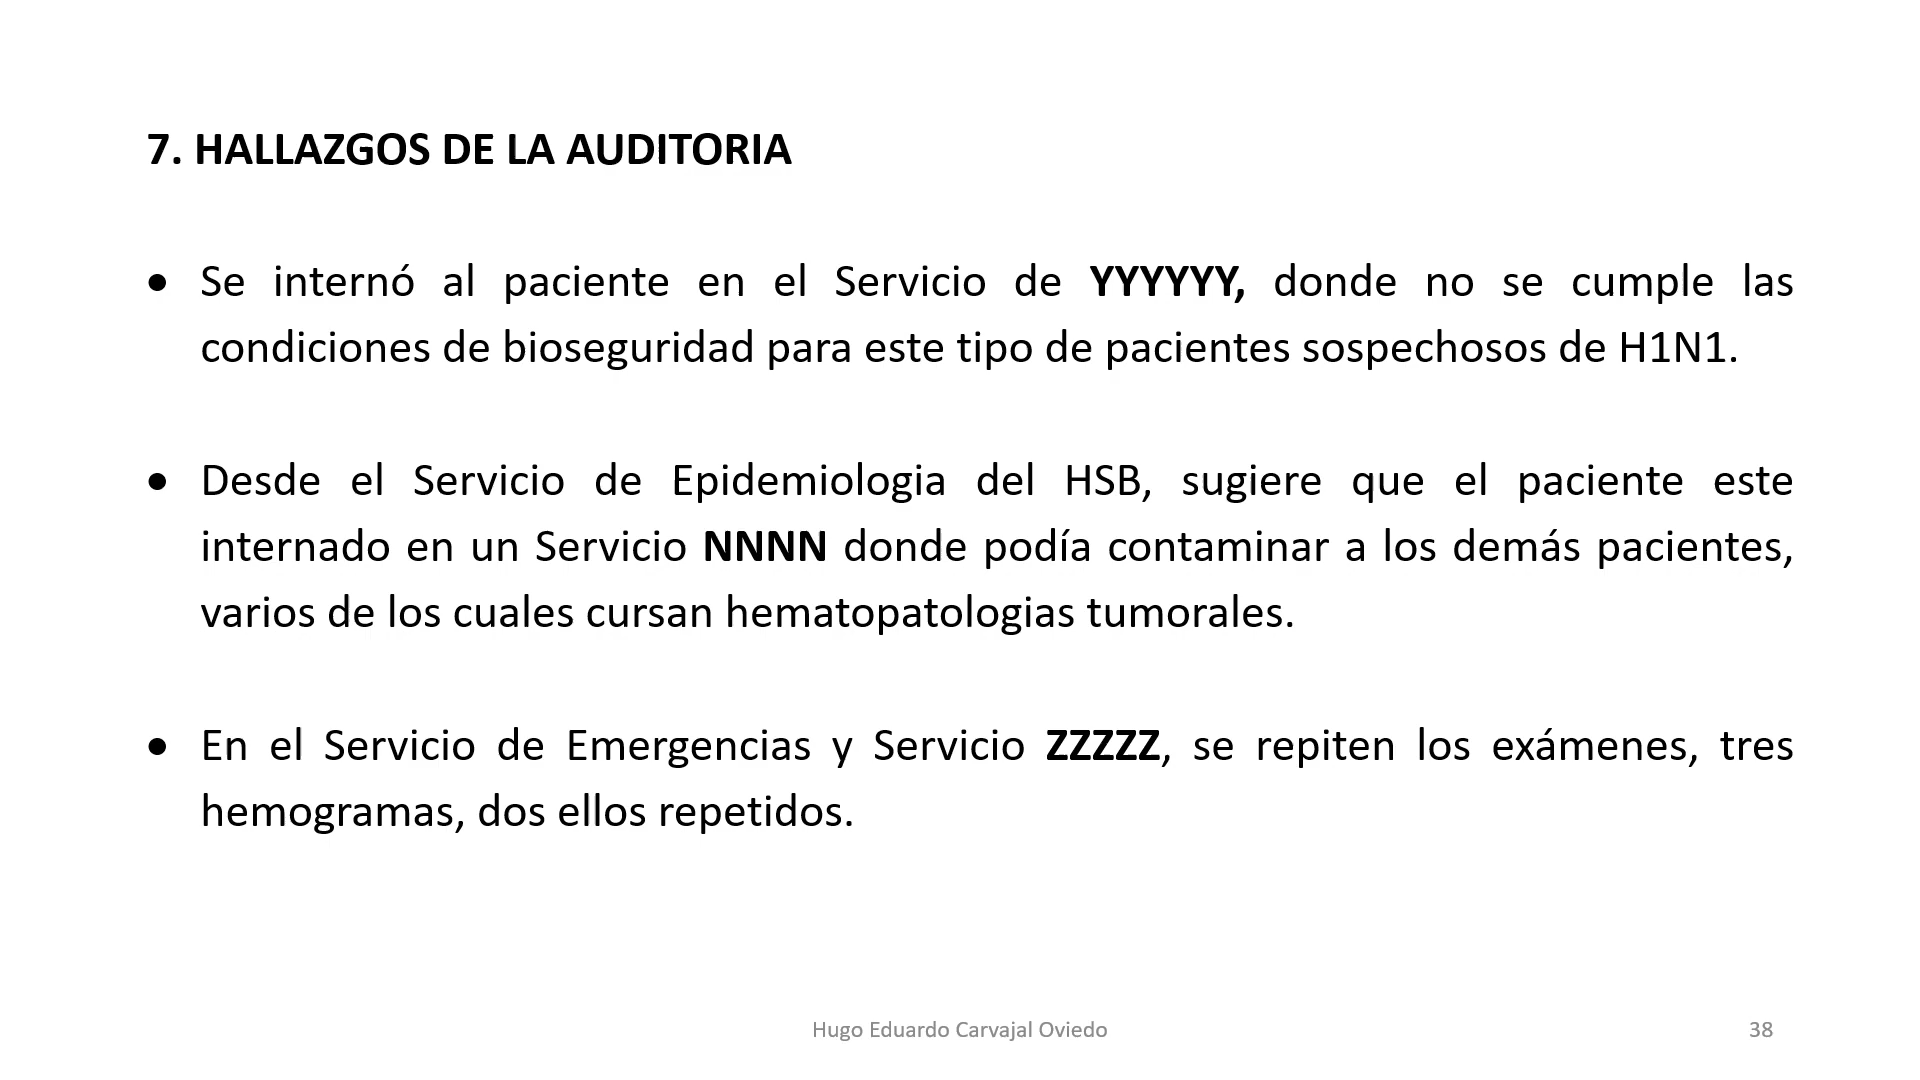 7. HALLAZGOS DE LA AUDITORIA
• Se internó al paciente en el Servicio de YYYYYY, donde no se cumple las
condiciones de bioseguridad para este tipo de pacientes sospechosos de H1N1.
• Desde el Servicio de Epidemiologia del HSB, sugiere que el paciente este
internado en un Servicio NNNN donde podía contaminar a los demás pacientes,
varios de los cuales cursan hematopatologias tumorales.
• En el Servicio de Emergencias y Servicio ZZZZZ, se repiten los exámenes, tres
hemogramas, dos ellos repetidos.
Hugo Eduardo Carvajal Oviedo
38